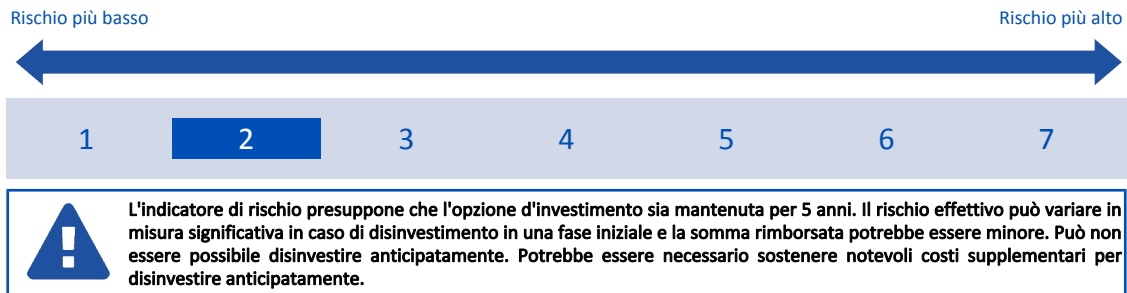 Rischio più basso Rischio più alto
1 2 3 4 5 6 7
L'indicatore di rischio presuppone che l'opzione d'investimento sia mantenuta per 5 anni. Il rischio effettivo può variare in
misura significativa in caso di disinvestimento in una fase iniziale e la somma rimborsata potrebbe essere minore. Può non
essere possibile disinvestire anticipatamente. Potrebbe essere necessario sostenere notevoli costi supplementari per
disinvestire anticipatamente.